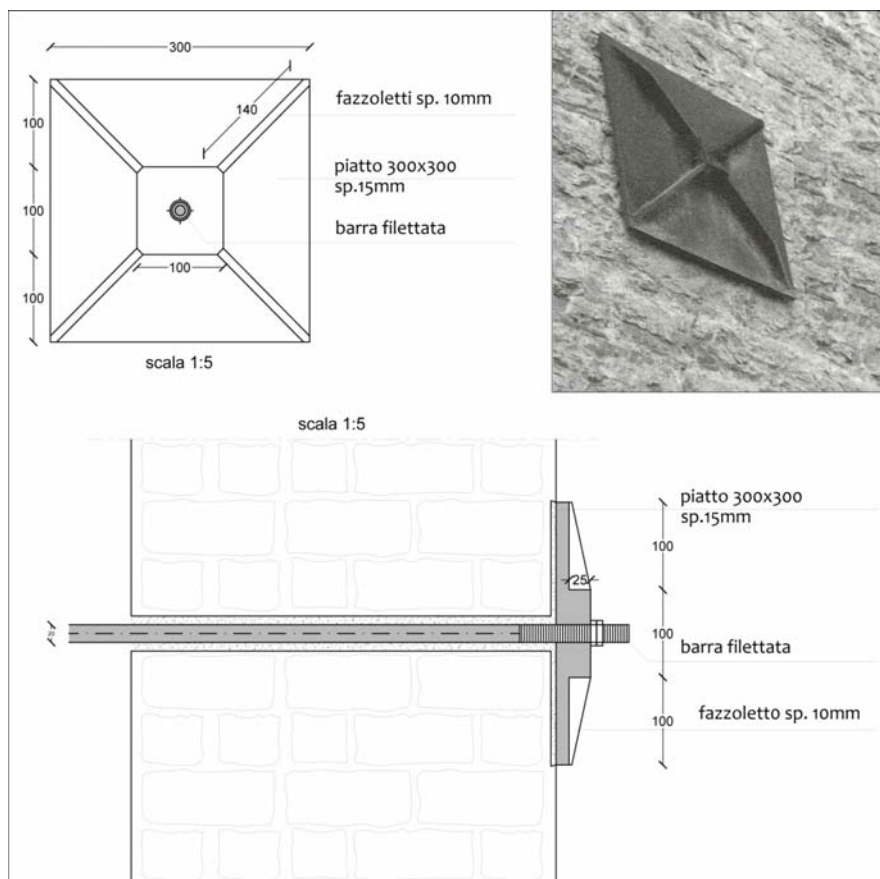 300
100
140
fazzoletti sp. 10mm
100
piatto 300x300
sp.15mm
barra filettata
100
100
scala 1:5
scala 1:5
piatto 300x300
sp.15mm
100
25
100
barra filettata
100
fazzoletto sp. 10mm